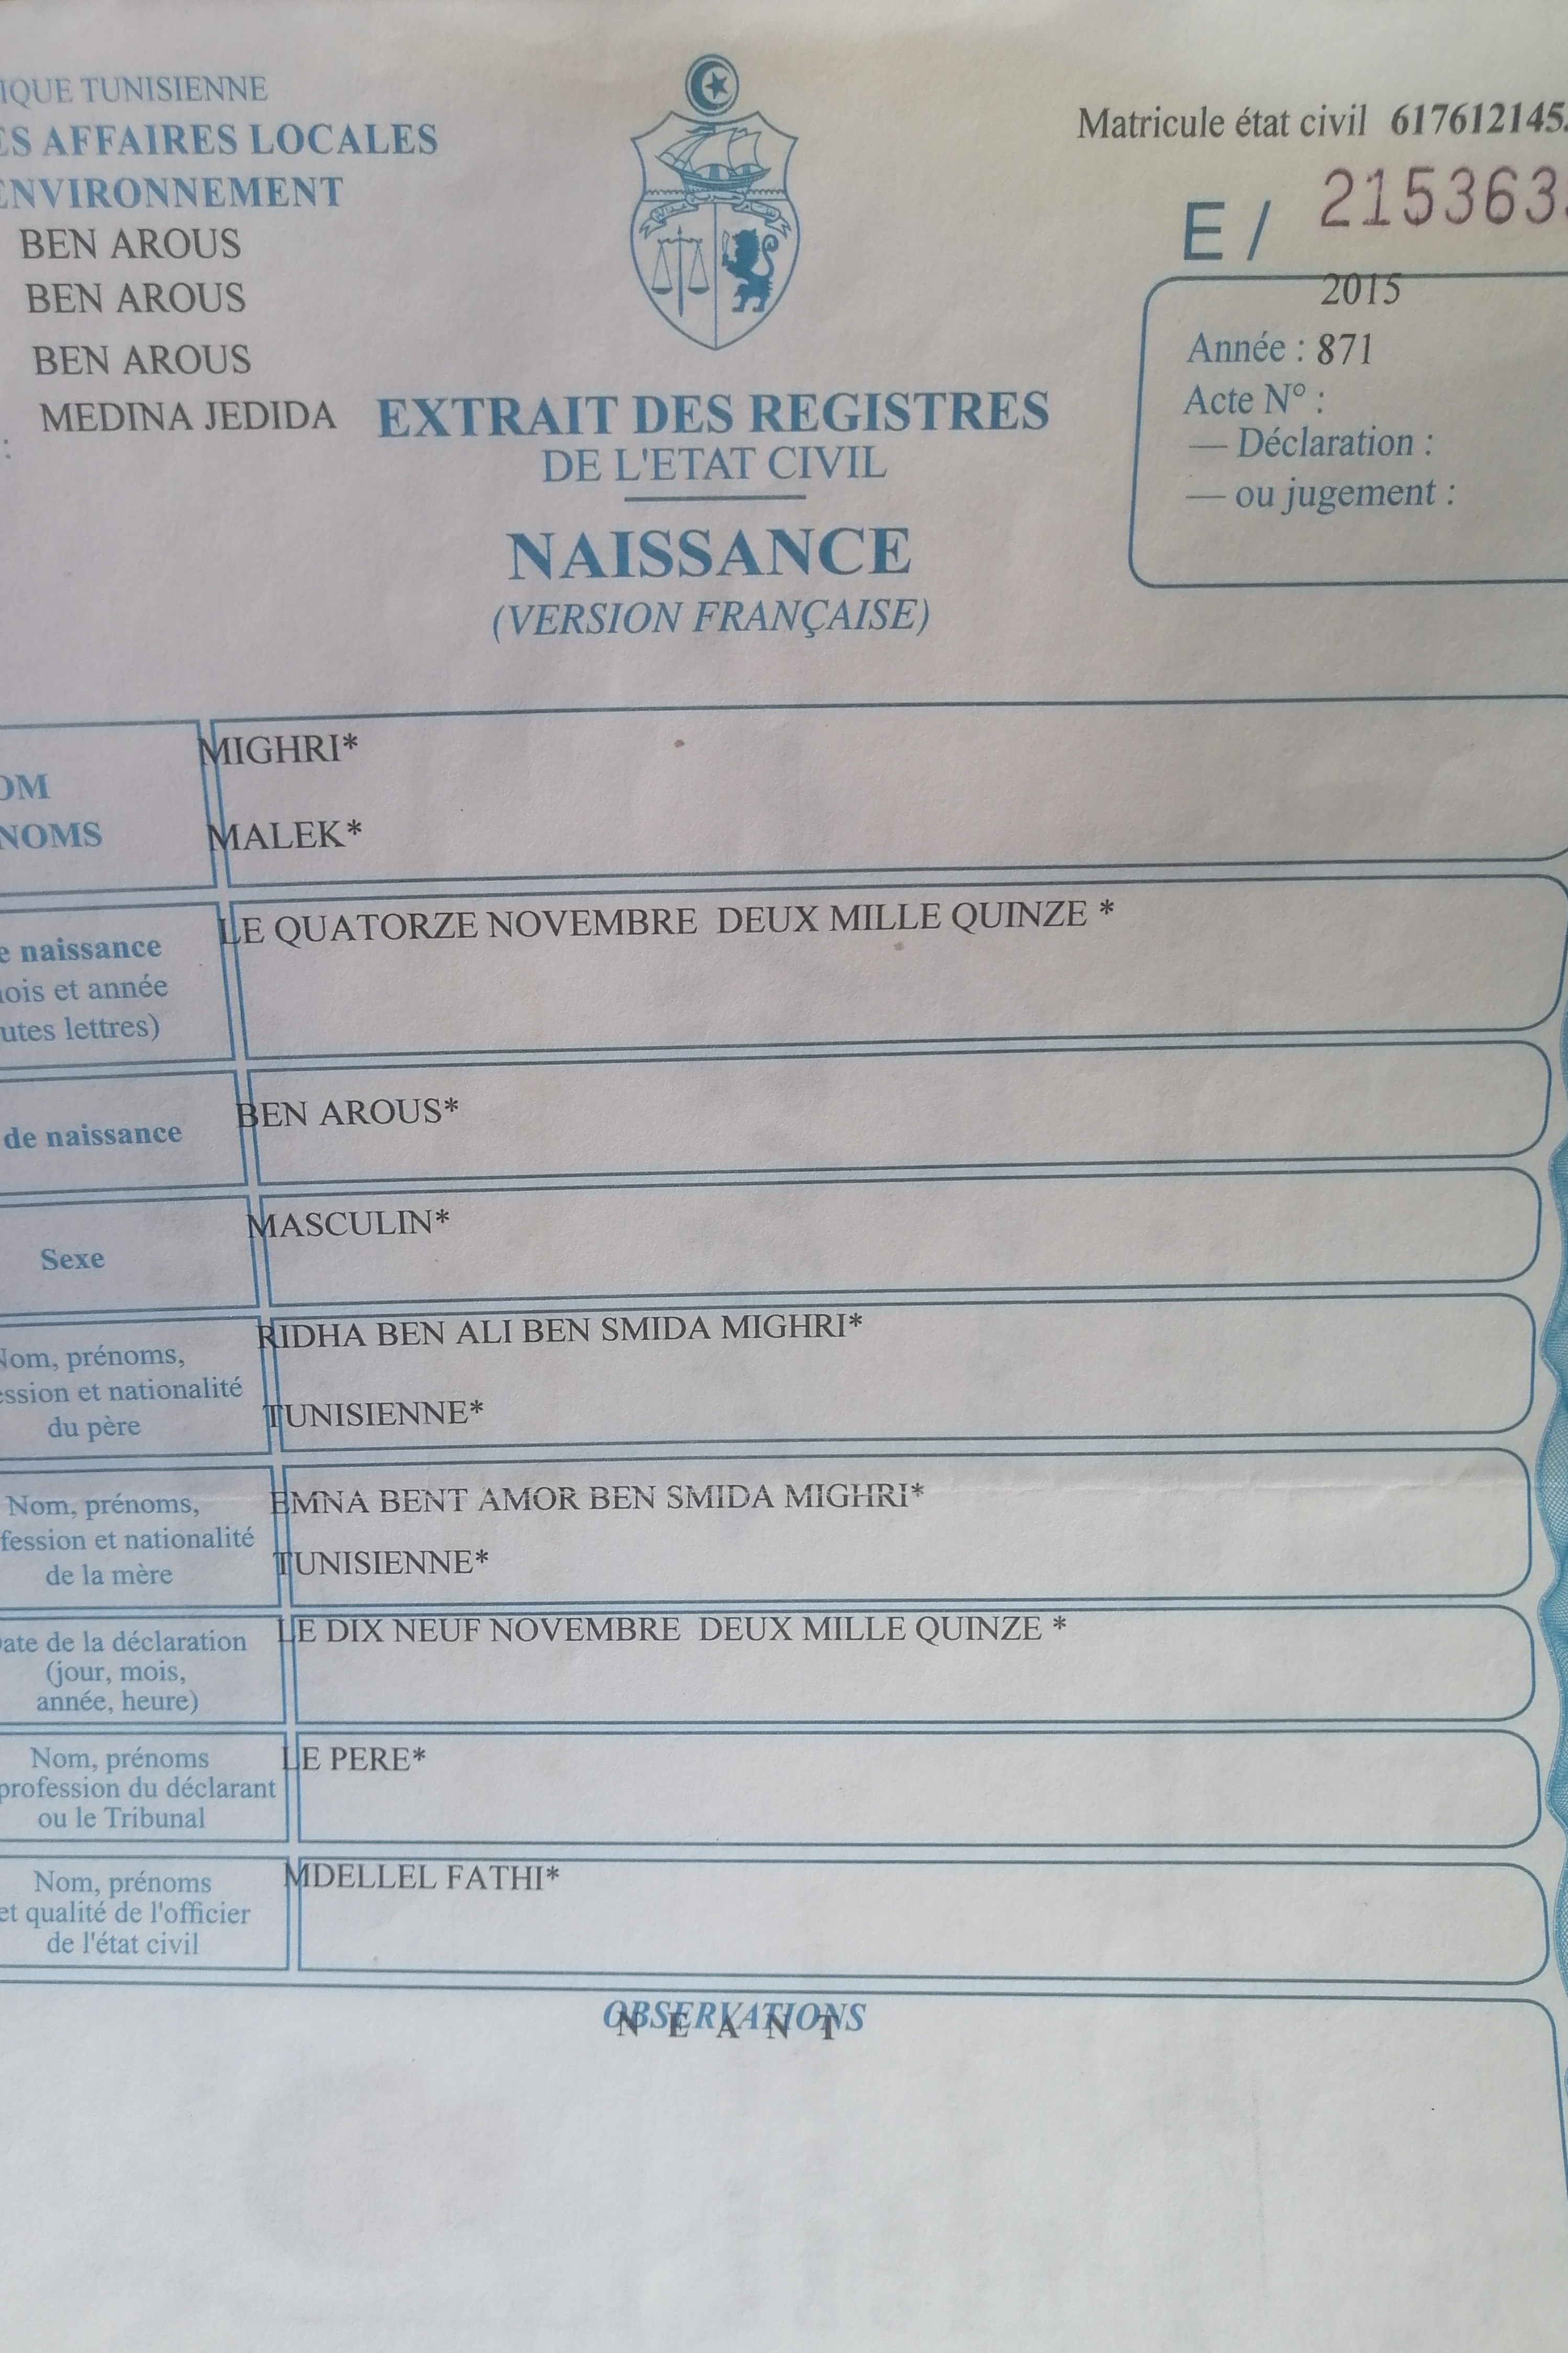 IQUE TUNISIENNE
ES AFFAIRES LOCALES
ENVIRONNEMENT
BEN AROUS
BEN AROUS
BEN AROUS
: MEDINA JEDIDA
Matricule état civil 617612145
E / 215363
2015
Année : 871
Acte N° :
— Déclaration :
— ou jugement :
EXTRAIT DES REGISTRES
DE L'ETAT CIVIL
NAISSANCE
(VERSION FRANÇAISE)
OM
NOMS
MIGHRI*
MALEK*
e naissance
ois et année
utes lettres)
LE QUATORZE NOVEMBRE DEUX MILLE QUINZE *
de naissance
BEN AROUS*
Sexe
MASCULIN*
Nom, prénoms,
ession et nationalité
du père
RIDHA BEN ALI BEN SMIDA MIGHRI*
TUNISIENNE*
Nom, prénoms,
fession et nationalité
de la mère
EMNA BENT AMOR BEN SMIDA MIGHRI*
TUNISIENNE*
ate de la déclaration
(jour, mois,
année, heure)
LE DIX NEUF NOVEMBRE DEUX MILLE QUINZE *
Nom, prénoms
profession du déclarant
ou le Tribunal
LE PERE*
Nom, prénoms
et qualité de l'officier
de l'état civil
MDELLEL FATHI*
OBSERVATIONS
N E A N T